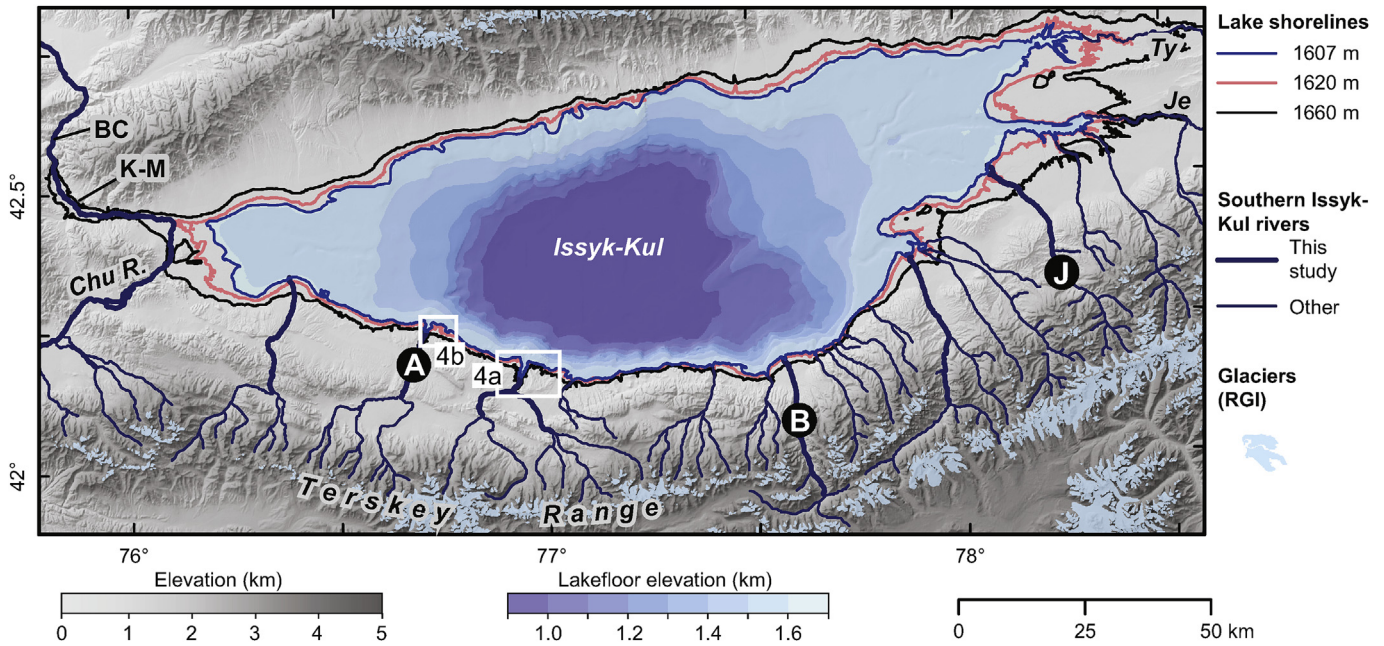 Lake shorelines
1607 m
1620 m
1660 m
Southern Issyk-
Kul rivers
This
study
Other
Glaciers
(RGI)
Ty
Je
BC
K-M
Chu R.
Issyk-Kul
J
A
4b
4a
B
Terskey Range
42.5°
42°
76°
77°
78°
Elevation (km)
0 1 2 3 4 5
Lakefloor elevation (km)
1.0 1.2 1.4 1.6
0 25 50 km